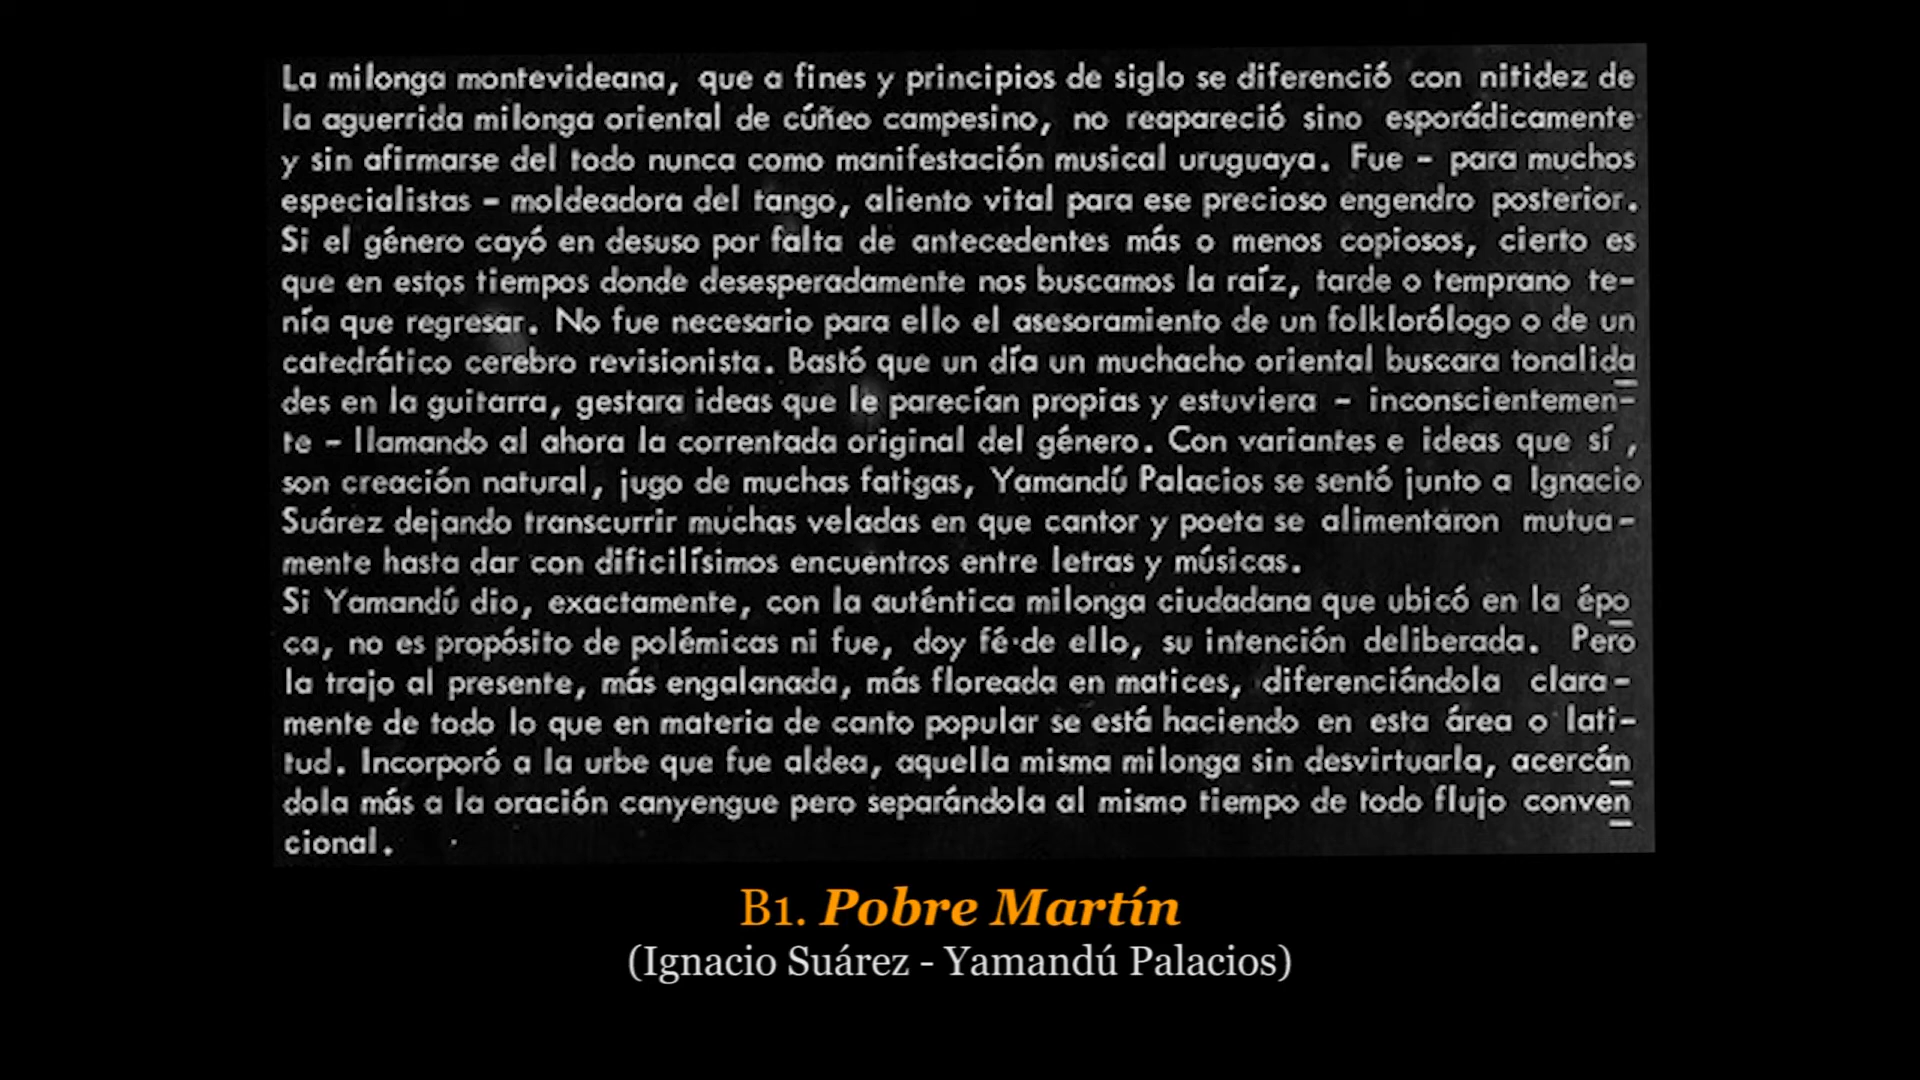 La milonga montevideana, que a fines y principios de siglo se diferenció con nitidez de
la aguerrida milonga oriental de cúñeo campesino, no reapareció sino esporádicamente
y sin afirmarse del todo nunca como manifestación musical uruguaya. Fue - para muchos
especialistas - moldeadora del tango, aliento vital para ese precioso engendro posterior.
Si el género cayó en desuso por falta de antecedentes más o menos copiosos, cierto es
que en estos tiempos donde desesperadamente nos buscamos la raíz, tarde o temprano te-
nía que regresar. No fue necesario para ello el asesoramiento de un folklorólogo o de un
catedrático cerebro revisionista. Bastó que un día un muchacho oriental buscara tonalida
des en la guitarra, gestara ideas que le parecían propias y estuviera - inconscientemen-
te - llamando al ahora la correntada original del género. Con variantes e ideas que sí ,
son creación natural, jugo de muchas fatigas, Yamandú Palacios se sentó junto a Ignacio
Suárez dejando transcurrir muchas veladas en que cantor y poeta se alimentaron mutua-
mente hasta dar con dificilísimos encuentros entre letras y músicas.
Si Yamandú dio, exactamente, con la auténtica milonga ciudadana que ubicó en la épo
ca, no es propósito de polémicas ni fue, doy fé de ello, su intención deliberada. Pero
la trajo al presente, más engalanada, más floreada en matices, diferenciándola clara-
mente de todo lo que en materia de canto popular se está haciendo en esta área o lati-
tud. Incorporó a la urbe que fue aldea, aquella misma milonga sin desvirtuarla, acercán
dola más a la oración canyengue pero separándola al mismo tiempo de todo flujo conven
cional.
B1. Pobre Martín
(Ignacio Suárez - Yamandú Palacios)